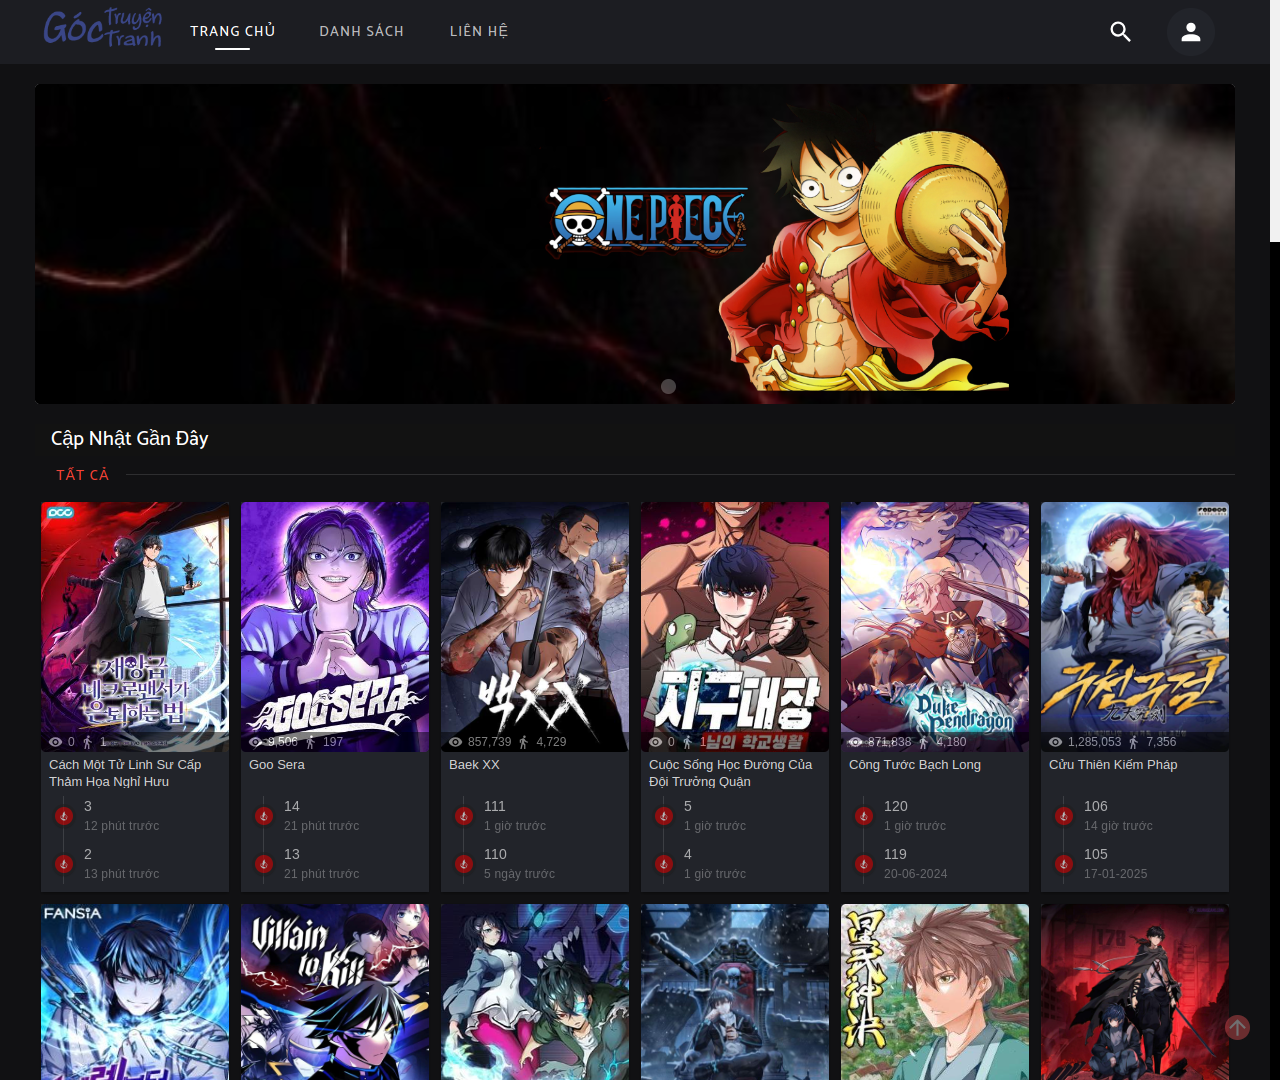 Góc Truyện Tranh
TRANG CHỦ
DANH SÁCH
LIÊN HỆ
ONE PIECE
Cập Nhật Gần Đây
TẤT CẢ
재앙급
네크로맨서가
은퇴하는 법
GOO SERA
백XX
지구대장
님의 학교생활
Duke
Pendragon
구천구검
0 1
9,506 197
857,739 4,729
0 1
871,838 4,180
1,285,053 7,356
Cách Một Tử Linh Sư Cấp
Thảm Họa Nghỉ Hưu
Goo Sera
Baek XX
Cuộc Sống Học Đường Của
Đội Trưởng Quận
Công Tước Bạch Long
Cửu Thiên Kiếm Pháp
3
12 phút trước
2
13 phút trước
14
21 phút trước
13
21 phút trước
111
1 giờ trước
110
5 ngày trước
5
1 giờ trước
4
1 giờ trước
120
1 giờ trước
119
20-06-2024
106
14 giờ trước
105
17-01-2025
FANSIA
Villain
to Kill
178